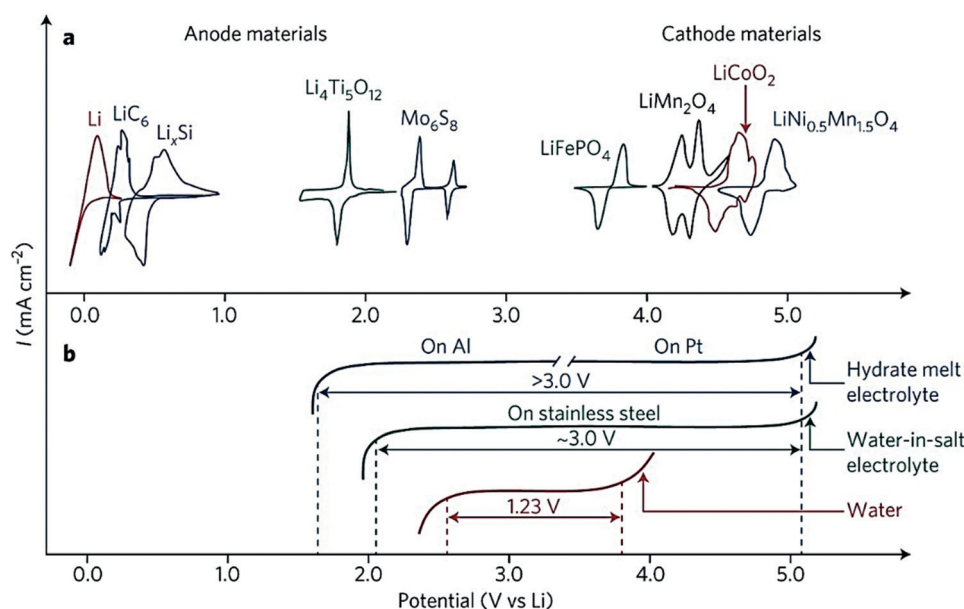 a
Anode materials
Cathode materials
Li
LiC₆
LiₓSi
Li₄Ti₅O₁₂
Mo₆S₈
LiFePO₄
LiMn₂O₄
LiCoO₂
LiNi₀.₅Mn₁.₅O₄
I (mA cm⁻²)
0.0 1.0 2.0 3.0 4.0 5.0
b
On Al
On Pt
>3.0 V
Hydrate melt
electrolyte
On stainless steel
~3.0 V
Water-in-salt
electrolyte
1.23 V
Water
0.0 1.0 2.0 3.0 4.0 5.0
Potential (V vs Li)